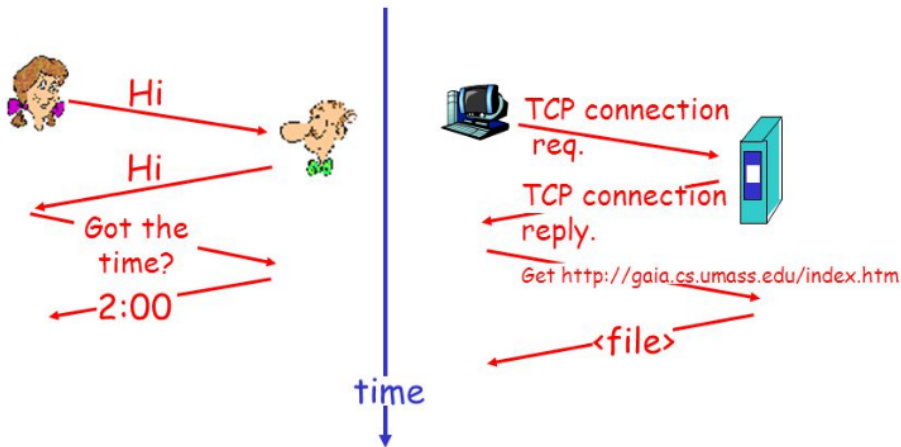 Hi
Hi
Got the
time?
2:00
time
TCP connection
req.
TCP connection
reply.
Get http://gaia.cs.umass.edu/index.htm
<file>